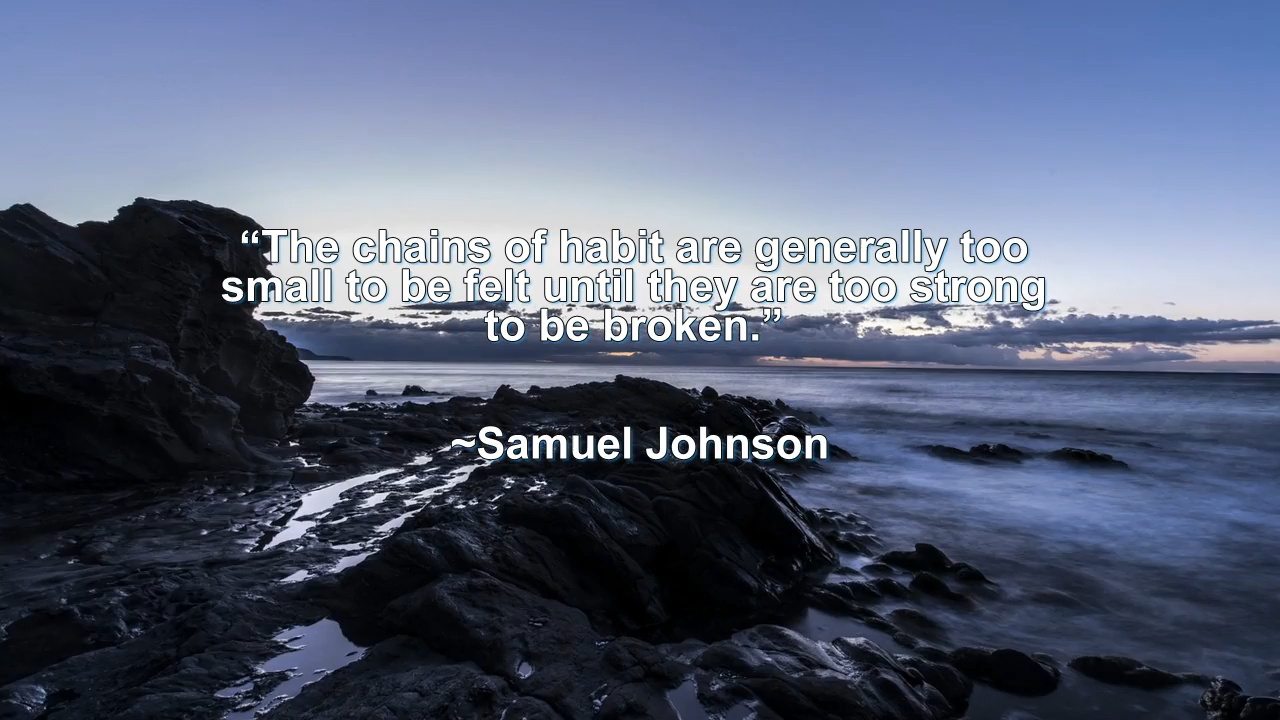 “The chains of habit are generally too
small to be felt until they are too strong
to be broken.”
~Samuel Johnson